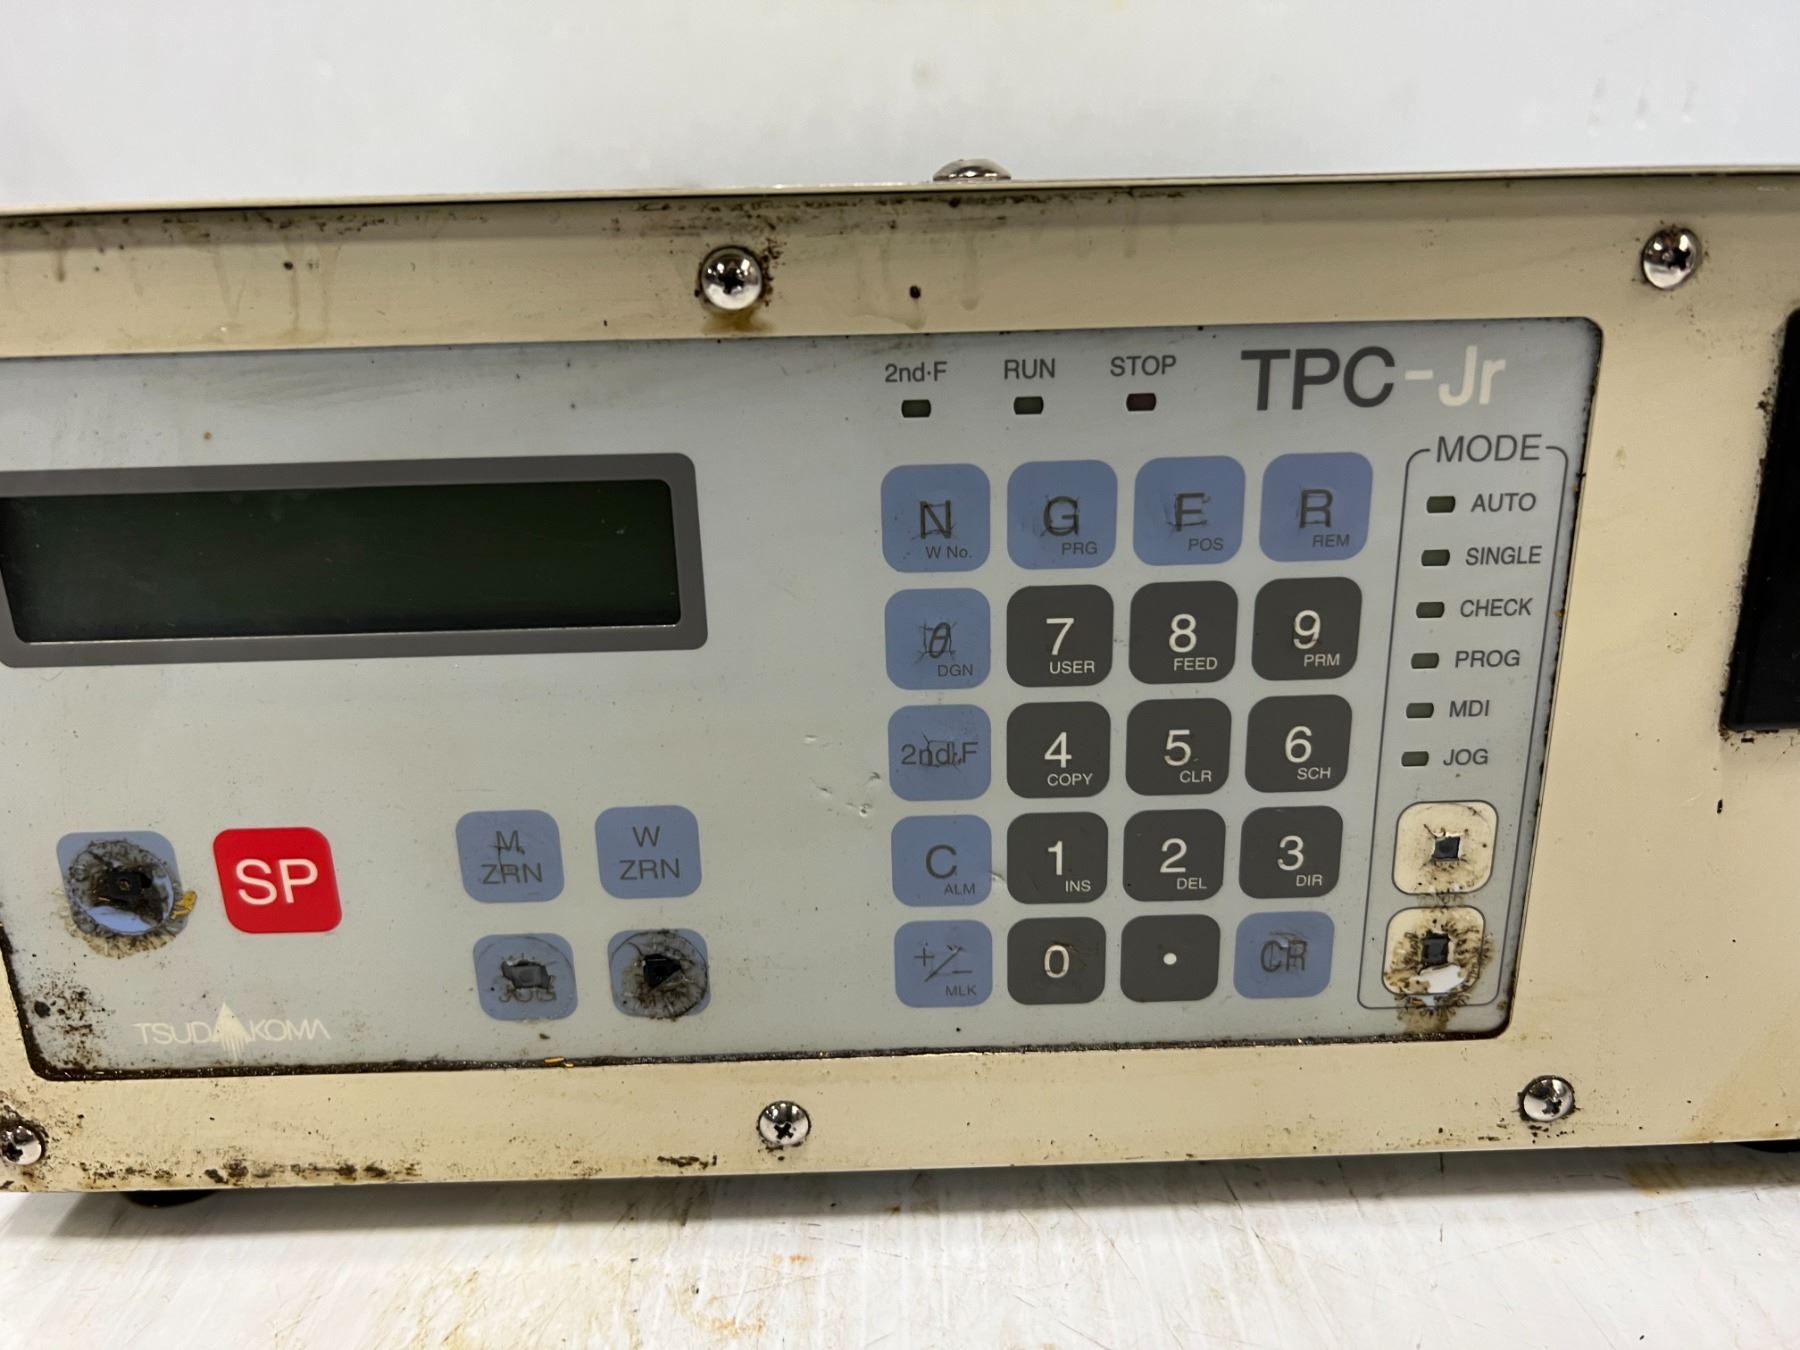 2nd·F RUN STOP TPC-Jr
MODE
AUTO
SINGLE
CHECK
PROG
MDI
JOG
N W No.
G PRG
F POS
R REM
θ DGN
7 USER
8 FEED
9 PRM
2nd·F
4 COPY
5 CLR
6 SCH
C ALM
1 INS
2 DEL
3 DIR
+/- MLK
0
.
CR
SP
M. ZRN
W ZRN
JOG
TSUDAKOMA